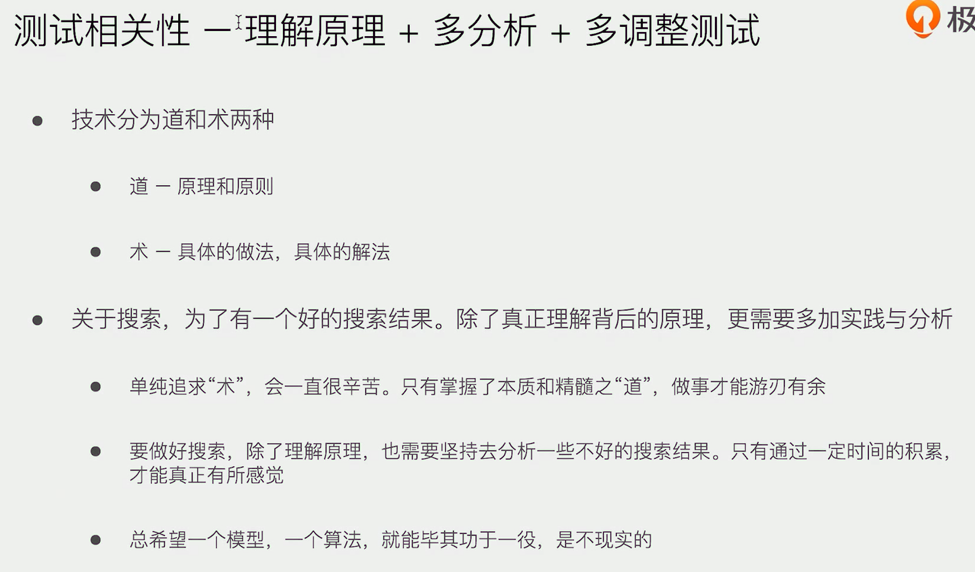 测试相关性 — 理解原理 + 多分析 + 多调整测试
极
● 技术分为道和术两种
● 道 — 原理和原则
● 术 — 具体的做法，具体的解法
● 关于搜索，为了有一个好的搜索结果。除了真正理解背后的原理，更需要多加实践与分析
● 单纯追求“术”，会一直很辛苦。只有掌握了本质和精髓之“道”，做事才能游刃有余
● 要做好搜索，除了理解原理，也需要坚持去分析一些不好的搜索结果。只有通过一定时间的积累，
才能真正有所感觉
● 总希望一个模型，一个算法，就能毕其功于一役，是不现实的